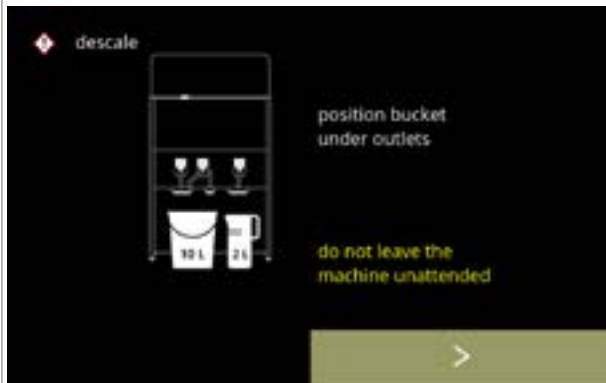 descale
position bucket
under outlets
10 L
2 L
do not leave the
machine unattended
>